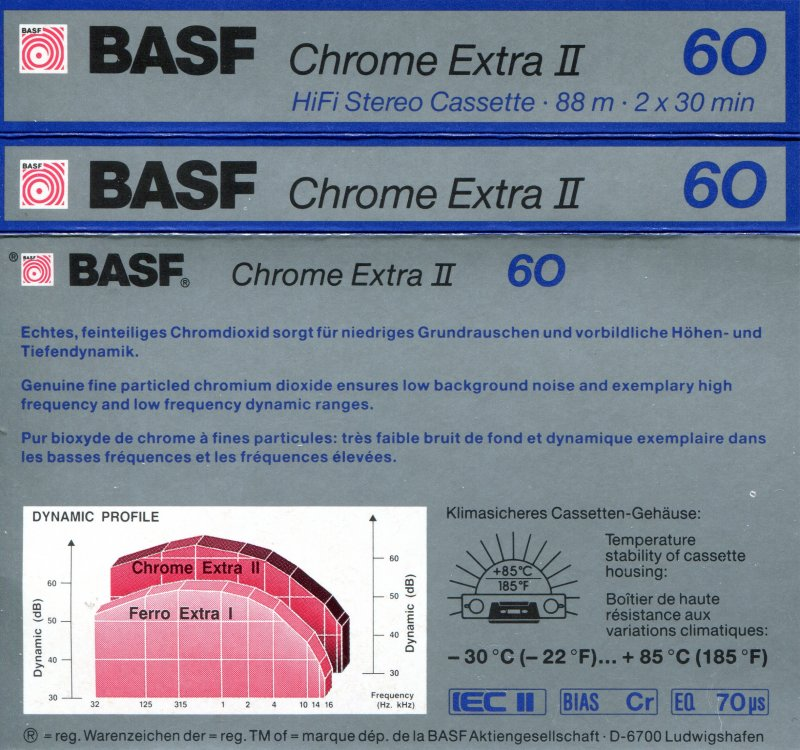 BASF BASF Chrome Extra II 60
HiFi Stereo Cassette · 88 m · 2 x 30 min
BASF BASF Chrome Extra II 60
® BASF BASF® Chrome Extra II 60
Echtes, feinteiliges Chromdioxid sorgt für niedriges Grundrauschen und vorbildliche Höhen- und
Tiefendynamik.
Genuine fine particled chromium dioxide ensures low background noise and exemplary high
frequency and low frequency dynamic ranges.
Pur bioxyde de chrome à fines particules: très faible bruit de fond et dynamique exemplaire dans
les basses fréquences et les fréquences élevées.
DYNAMIC PROFILE
Chrome Extra II
Ferro Extra I
Dynamic (dB)
60
50
40
30
60
50
40
30
Dynamic (dB)
32 125 315 1 2 4 6 10 14 16
Frequency
(Hz. kHz)
Klimasicheres Cassetten-Gehäuse:
+85°C
185°F
Temperature
stability of cassette
housing:
Boîtier de haute
résistance aux
variations climatiques:
– 30 °C (– 22 °F)... + 85 °C (185 °F)
IEC II BIAS Cr EQ 70 µs
® = reg. Warenzeichen der = reg. TM of = marque dép. de la BASF Aktiengesellschaft · D-6700 Ludwigshafen